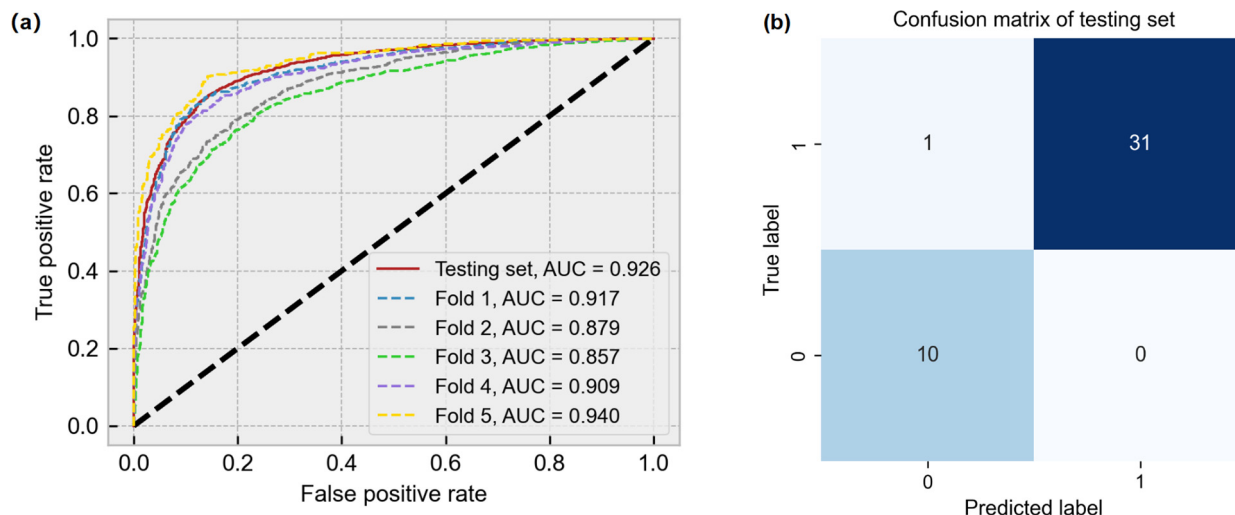 (a)
1.0
0.8
0.6
0.4
0.2
0.0
True positive rate
0.0 0.2 0.4 0.6 0.8 1.0
False positive rate
Testing set, AUC = 0.926
Fold 1, AUC = 0.917
Fold 2, AUC = 0.879
Fold 3, AUC = 0.857
Fold 4, AUC = 0.909
Fold 5, AUC = 0.940
(b)
Confusion matrix of testing set
True label
1
1 31
0
10 0
0 1
Predicted label